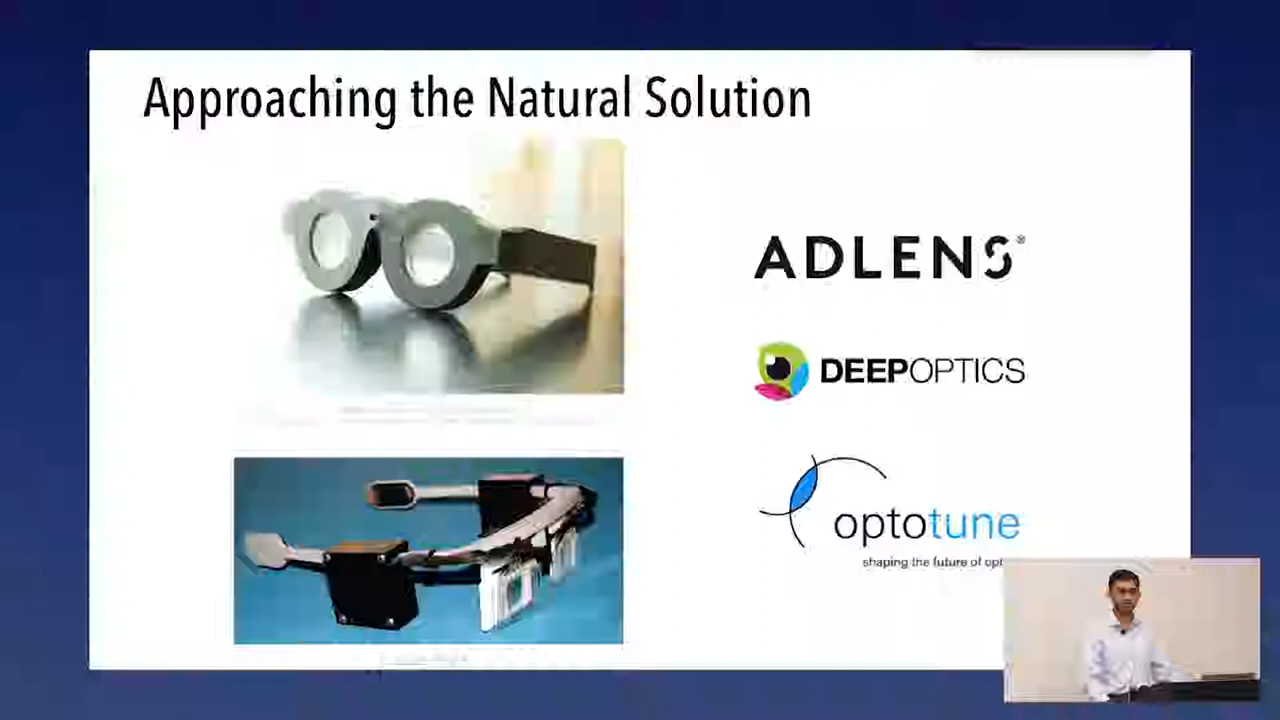 Approaching the Natural Solution
ADLENS®
DEEPOPTICS
optotune
shaping the future of opt